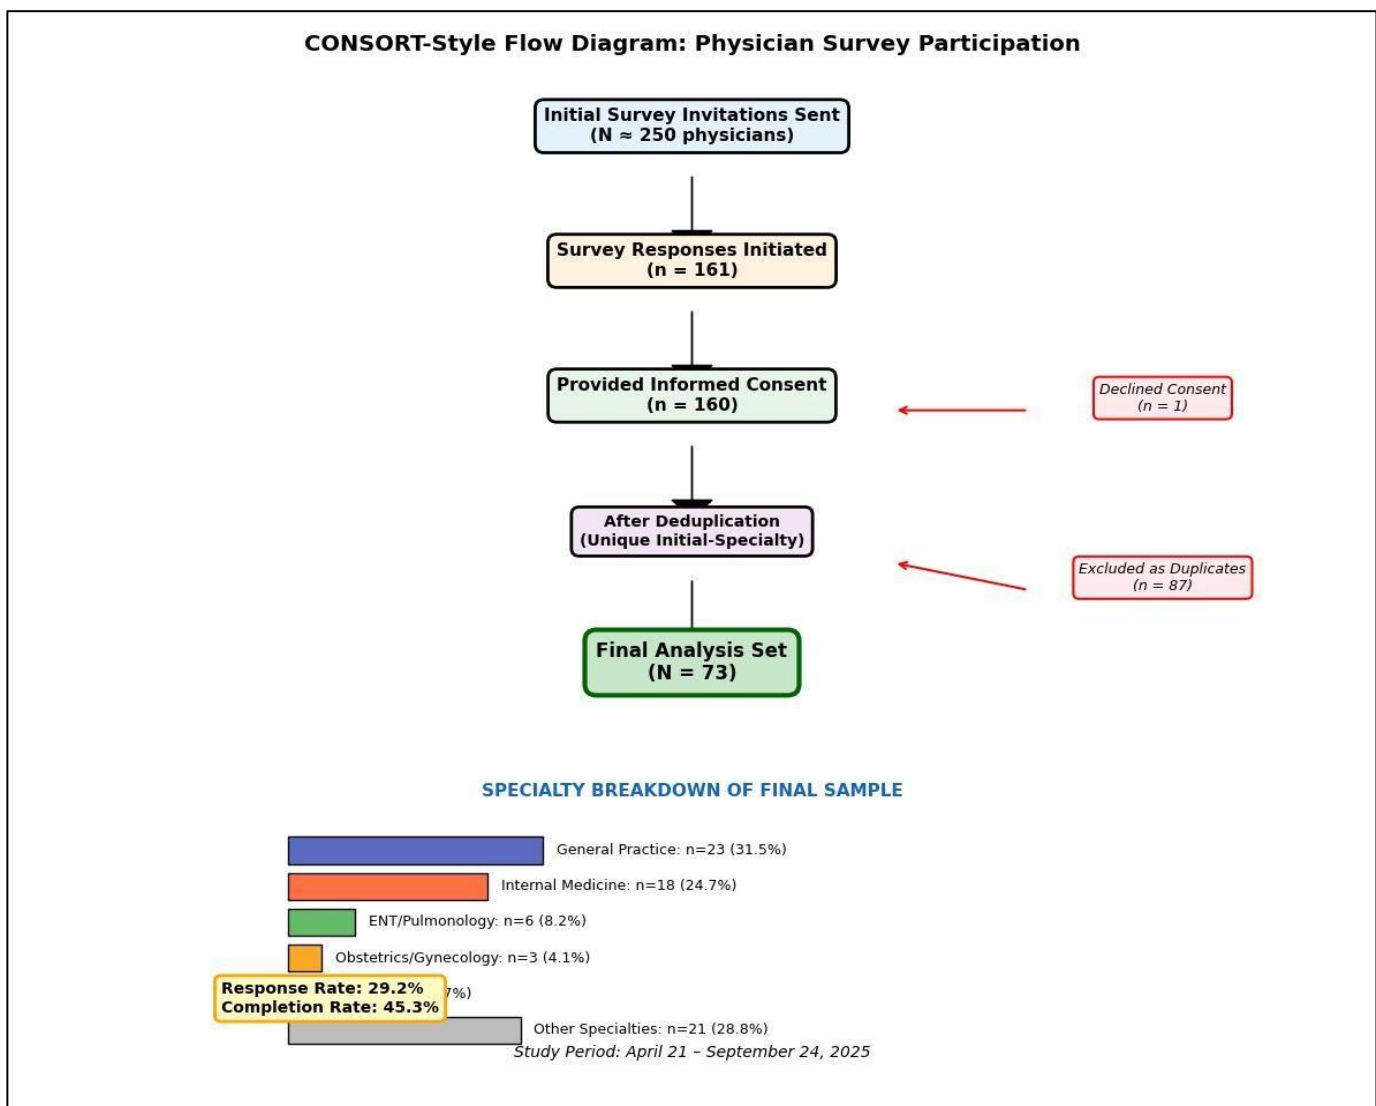 CONSORT-Style Flow Diagram: Physician Survey Participation
Initial Survey Invitations Sent
(N ≈ 250 physicians)
Survey Responses Initiated
(n = 161)
Provided Informed Consent
(n = 160)
Declined Consent
(n = 1)
After Deduplication
(Unique Initial-Specialty)
Excluded as Duplicates
(n = 87)
Final Analysis Set
(N = 73)
SPECIALTY BREAKDOWN OF FINAL SAMPLE
General Practice: n=23 (31.5%)
Internal Medicine: n=18 (24.7%)
ENT/Pulmonology: n=6 (8.2%)
Obstetrics/Gynecology: n=3 (4.1%)
Response Rate: 29.2%
Completion Rate: 45.3%
7%)
Other Specialties: n=21 (28.8%)
Study Period: April 21 – September 24, 2025